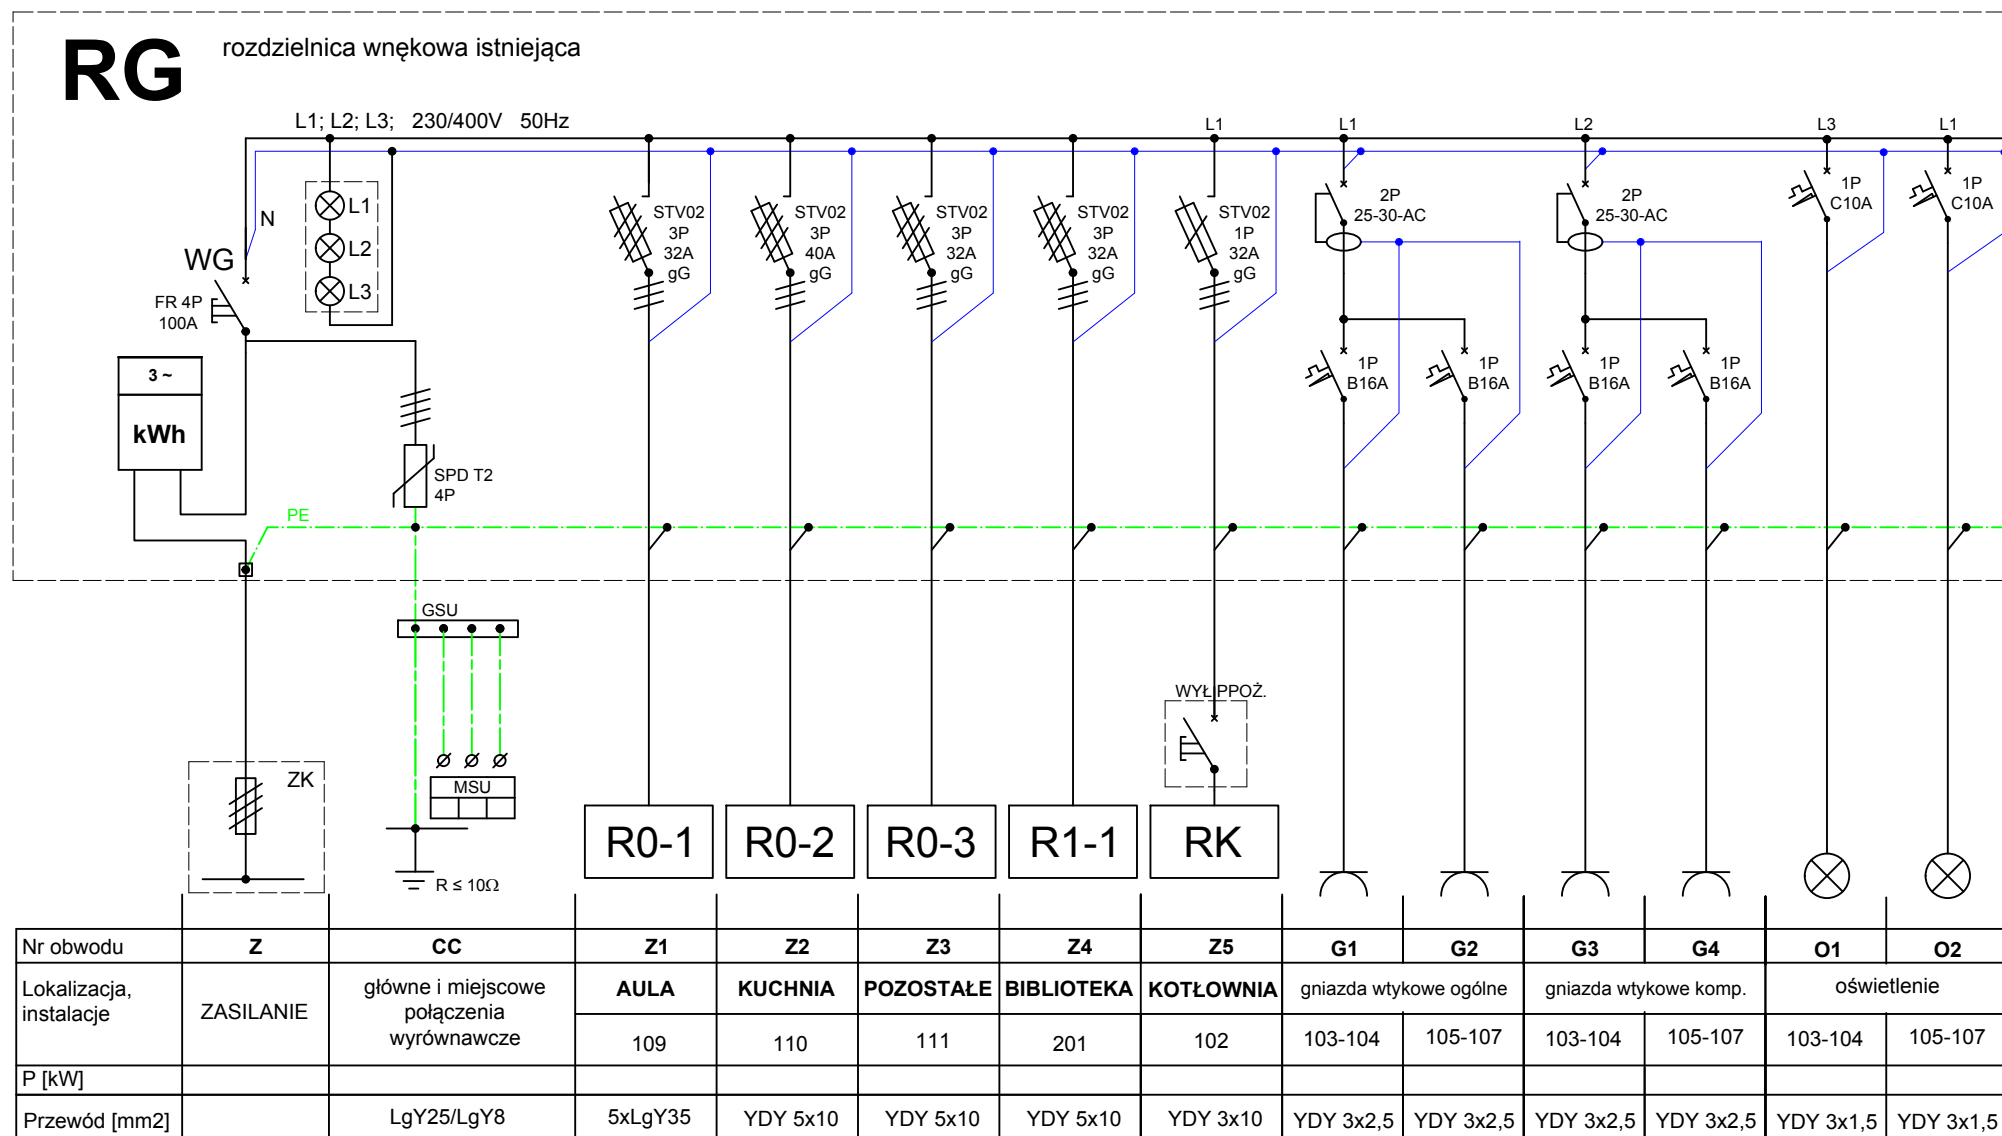 RG
rozdzielnica wnękowa istniejąca
L1; L2; L3; 230/400V 50Hz
L1
L1
L2
L3
L1
N
L1
L2
L3
WG
FR 4P
100A
3 ~
kWh
PE
SPD T2
4P
STV02
3P
32A
gG
STV02
3P
40A
gG
STV02
3P
32A
gG
STV02
3P
32A
gG
STV02
1P
32A
gG
2P
25-30-AC
2P
25-30-AC
1P
C10A
1P
C10A
1P
B16A
1P
B16A
1P
B16A
1P
B16A
GSU
MSU
R ≤ 10Ω
ZK
WYŁ PPOŻ.
R0-1
R0-2
R0-3
R1-1
RK
Nr obwodu Z CC Z1 Z2 Z3 Z4 Z5 G1 G2 G3 G4 O1 O2
Lokalizacja,
instalacje
ZASILANIE
główne i miejscowe
połączenia
wyrównawcze
AULA KUCHNIA POZOSTAŁE BIBLIOTEKA KOTŁOWNIA gniazda wtykowe ogólne gniazda wtykowe komp. oświetlenie
109 110 111 201 102 103-104 105-107 103-104 105-107 103-104 105-107
P [kW]
Przewód [mm2] LgY25/LgY8 5xLgY35 YDY 5x10 YDY 5x10 YDY 5x10 YDY 3x10 YDY 3x2,5 YDY 3x2,5 YDY 3x2,5 YDY 3x2,5 YDY 3x1,5 YDY 3x1,5